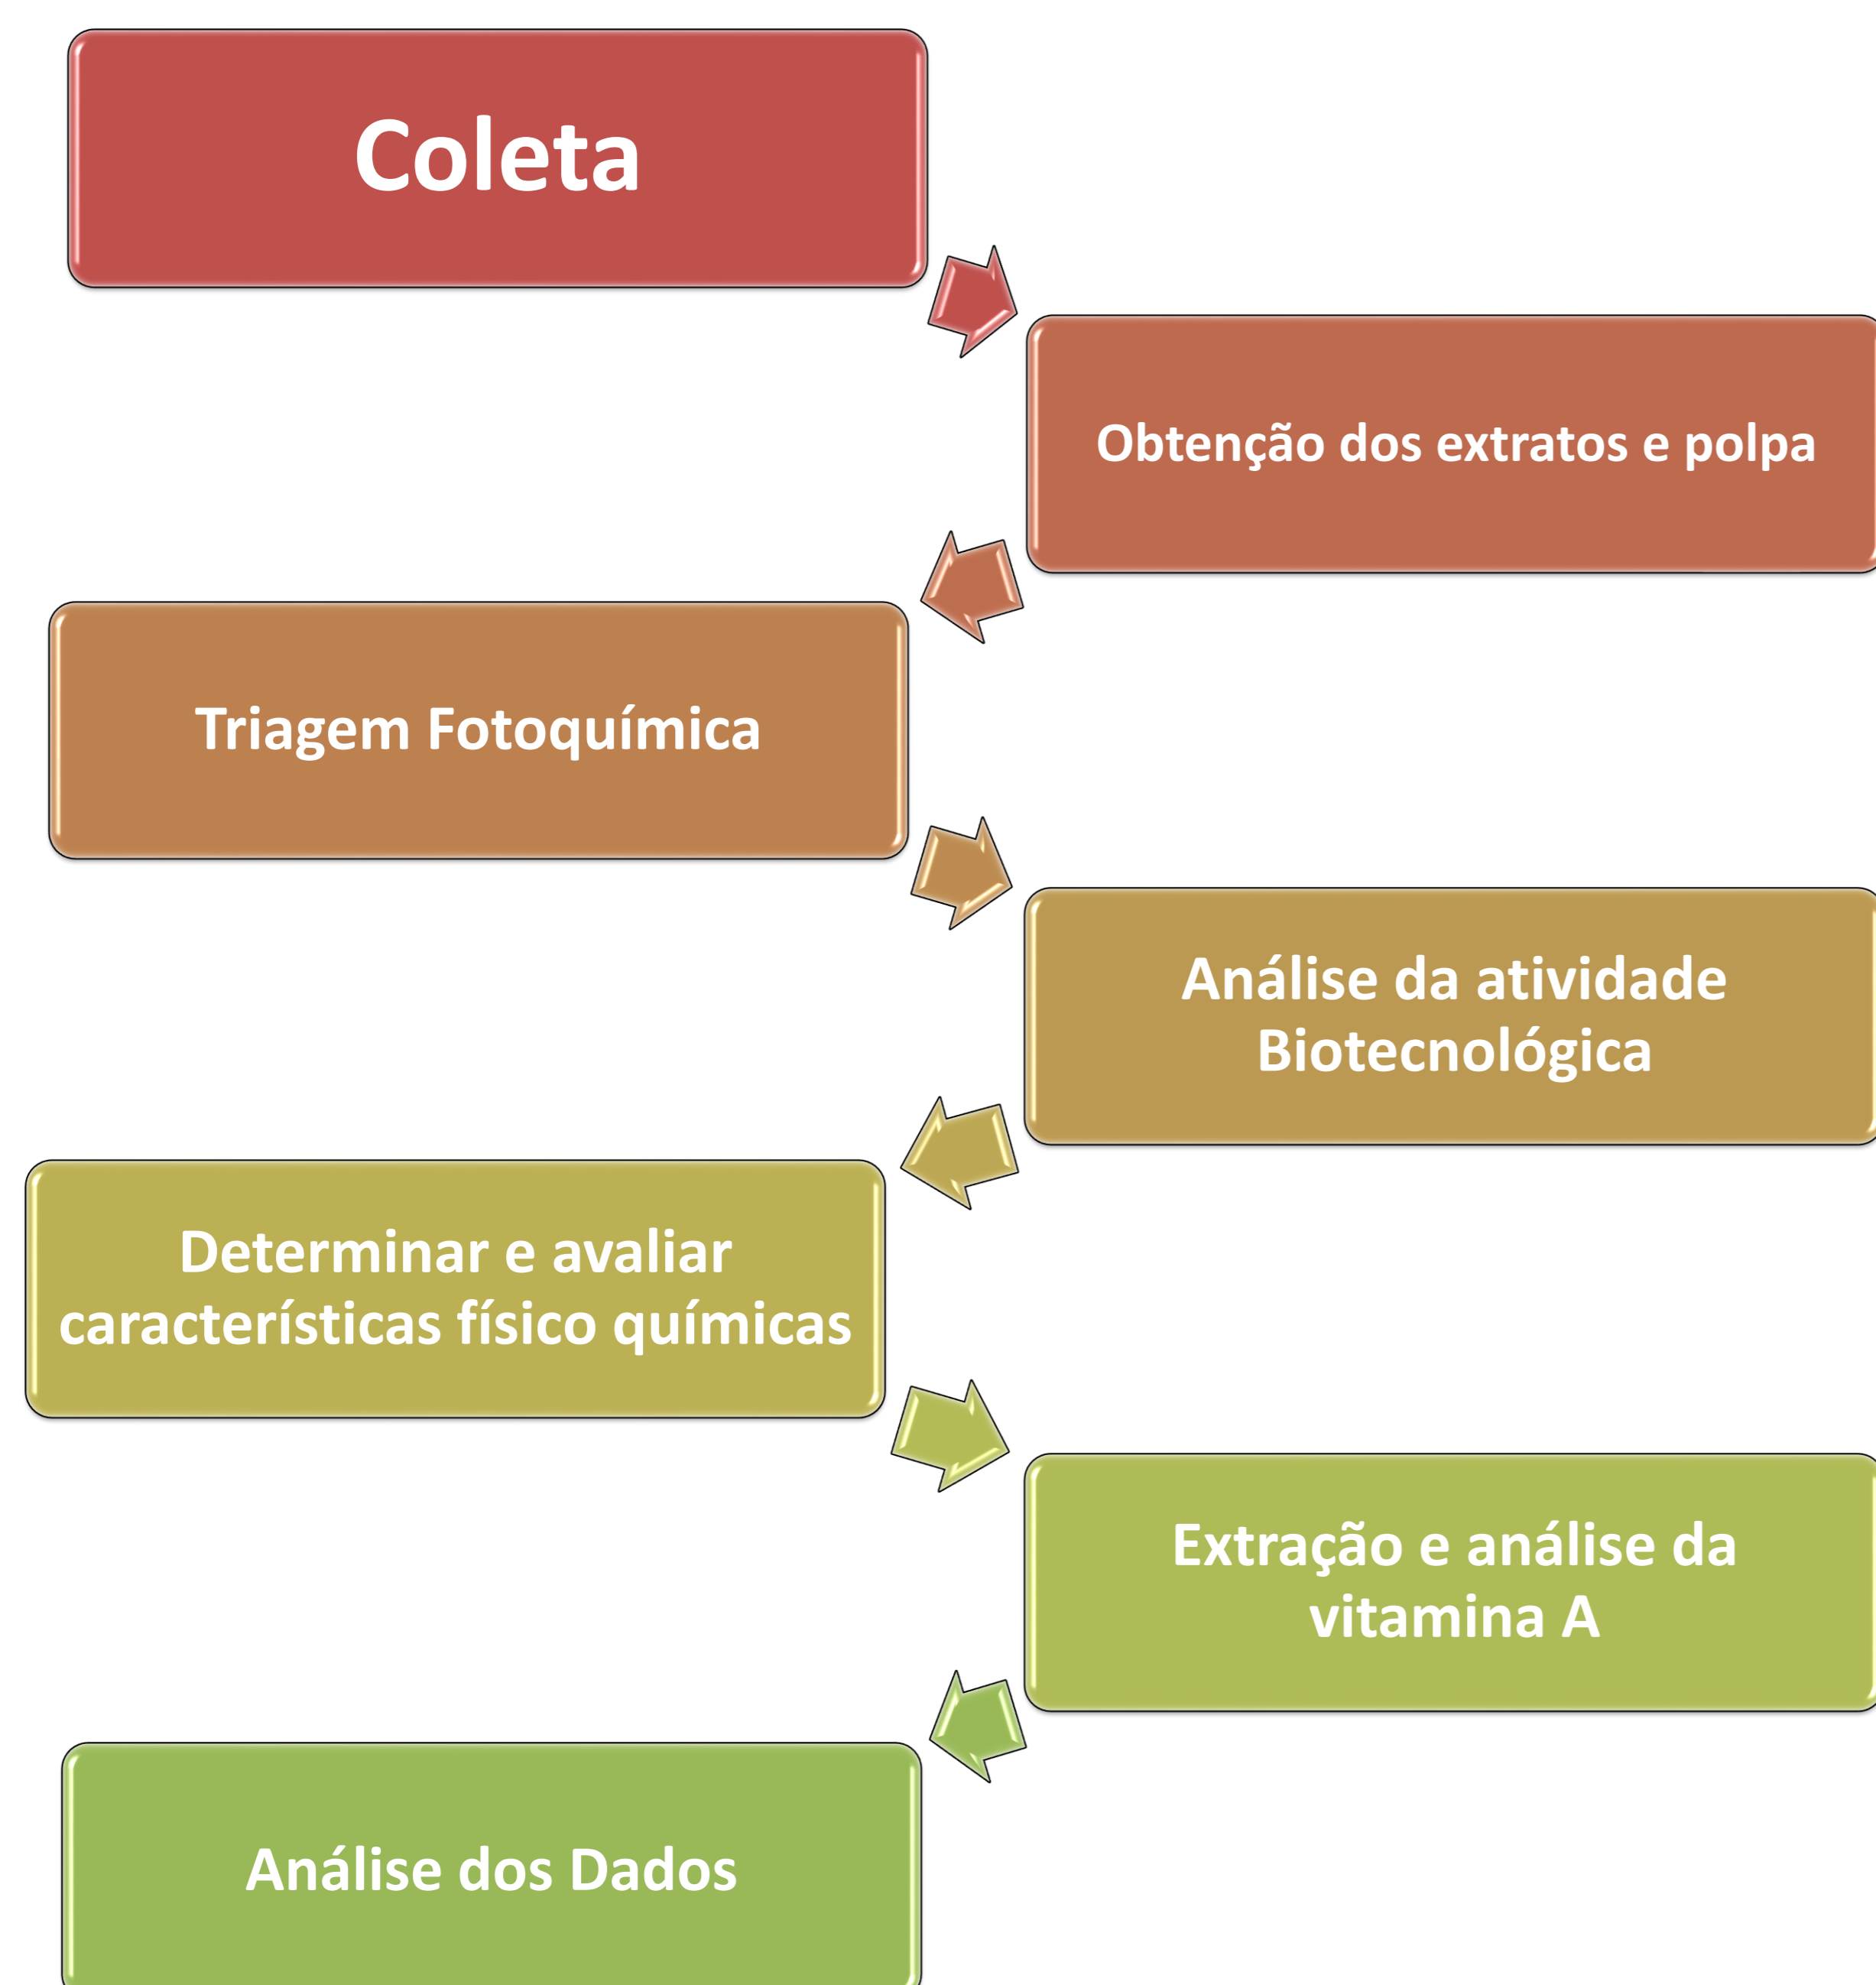 Coleta
Obtenção dos extratos e polpa
Triagem Fotoquímica
Análise da atividade
Biotecnológica
Determinar e avaliar
características físico químicas
Extração e análise da
vitamina A
Análise dos Dados